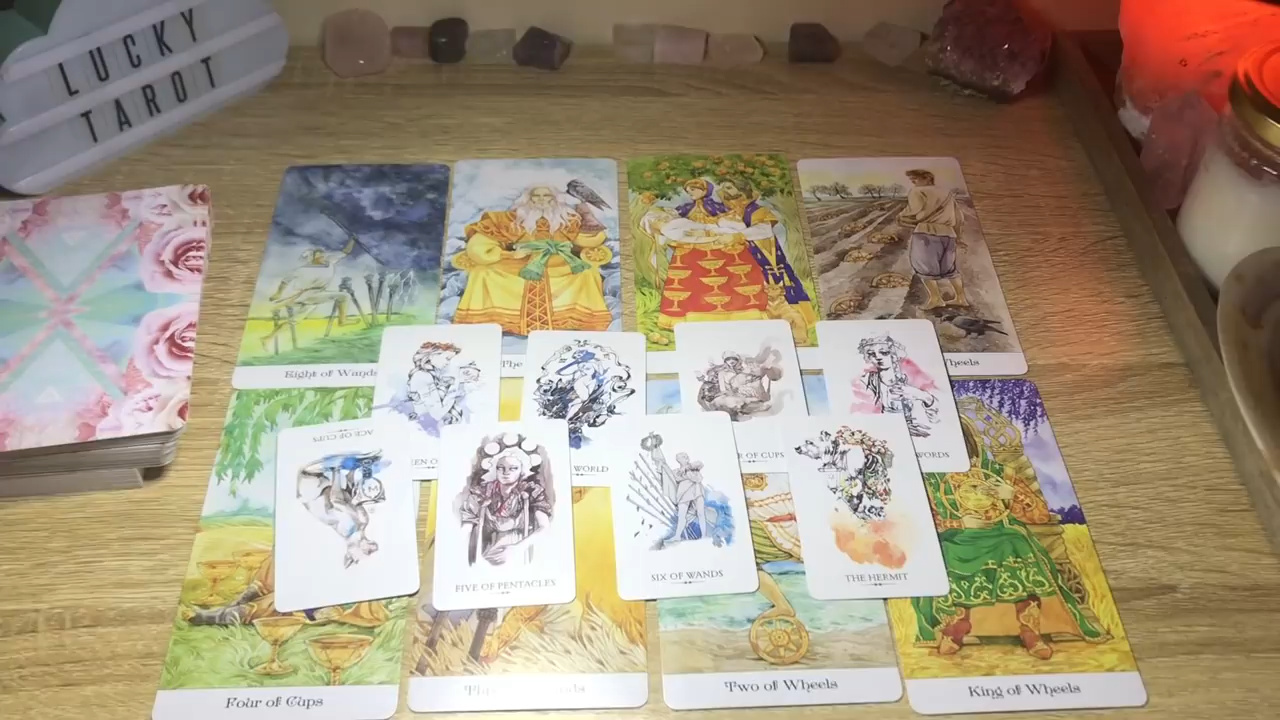 LUCKY
TAROT
Eight of Wands
The
Wheels
WORLD
OF CUPS
ACE OF CUPS
FIVE OF PENTACLES
SIX OF WANDS
THE HERMIT
Four of Cups
Two of Wheels
King of Wheels